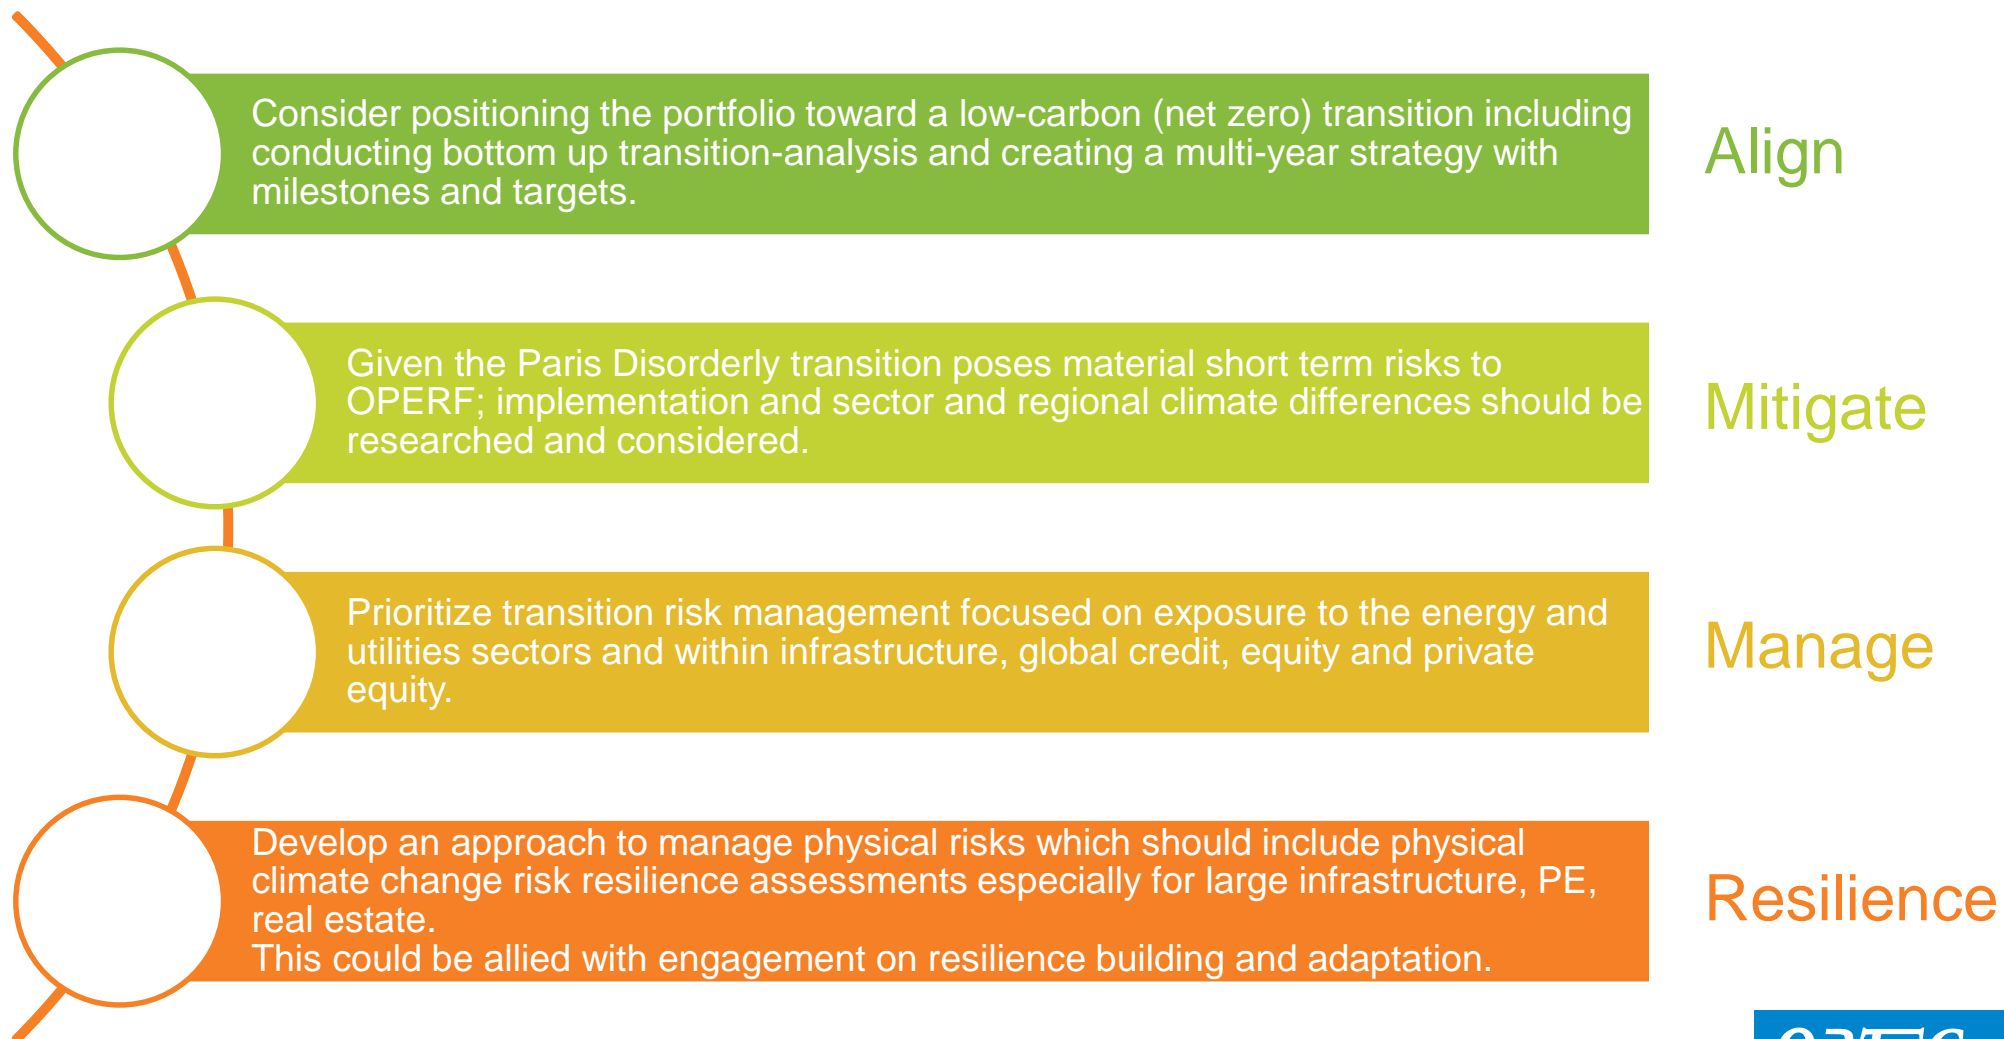 Consider positioning the portfolio toward a low-carbon (net zero) transition including
conducting bottom up transition-analysis and creating a multi-year strategy with
milestones and targets.
Align
Given the Paris Disorderly transition poses material short term risks to
OPERF; implementation and sector and regional climate differences should be
researched and considered.
Mitigate
Prioritize transition risk management focused on exposure to the energy and
utilities sectors and within infrastructure, global credit, equity and private
equity.
Manage
Develop an approach to manage physical risks which should include physical
climate change risk resilience assessments especially for large infrastructure, PE,
real estate.
This could be allied with engagement on resilience building and adaptation.
Resilience